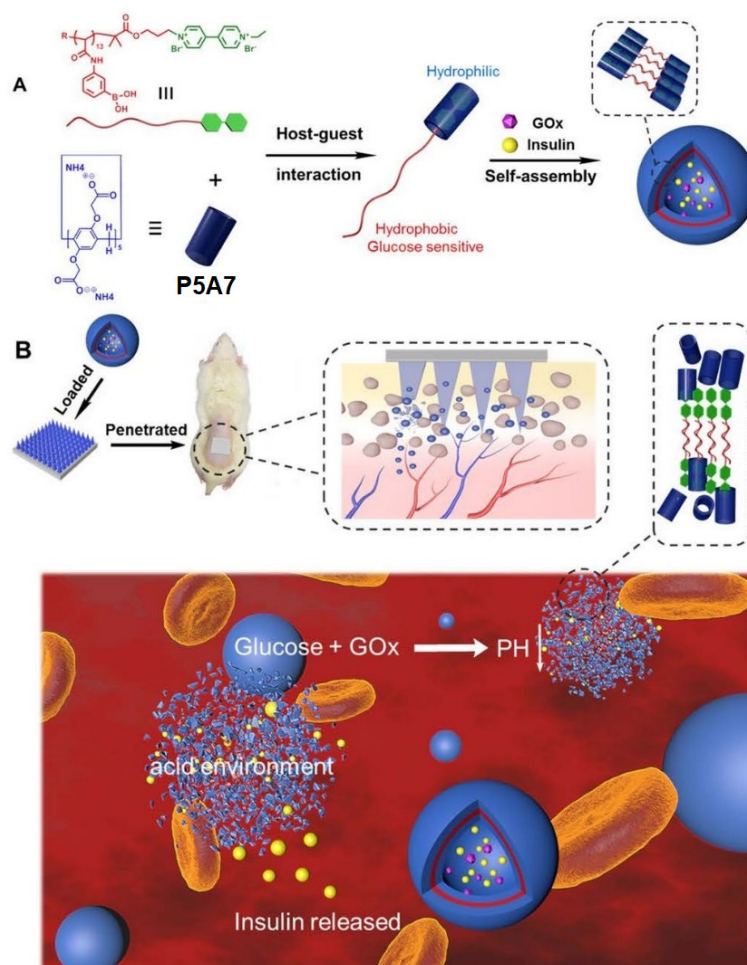 A
R
13
O
O
O
NH
N
Br⊖
N
Br⊖
B-OH
OH
III
NH4
⊕⊖O
O
O
H
H
5
O
O
O⊖⊕
NH4
+
≡
P5A7
Host-guest
interaction
Hydrophilic
Hydrophobic
Glucose sensitive
GOx
Insulin
Self-assembly
B
Loaded
Penetrated
Glucose + GOx
PH
acid environment
Insulin released